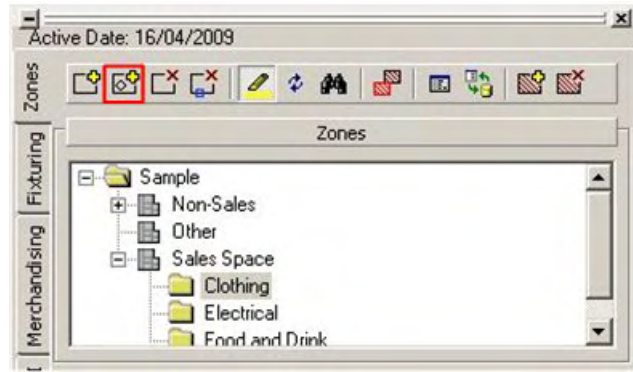 Active Date: 16/04/2009
Zones
Fixturing
Merchandising
Zones
Sample
Non-Sales
Other
Sales Space
Clothing
Electrical
Food and Drink